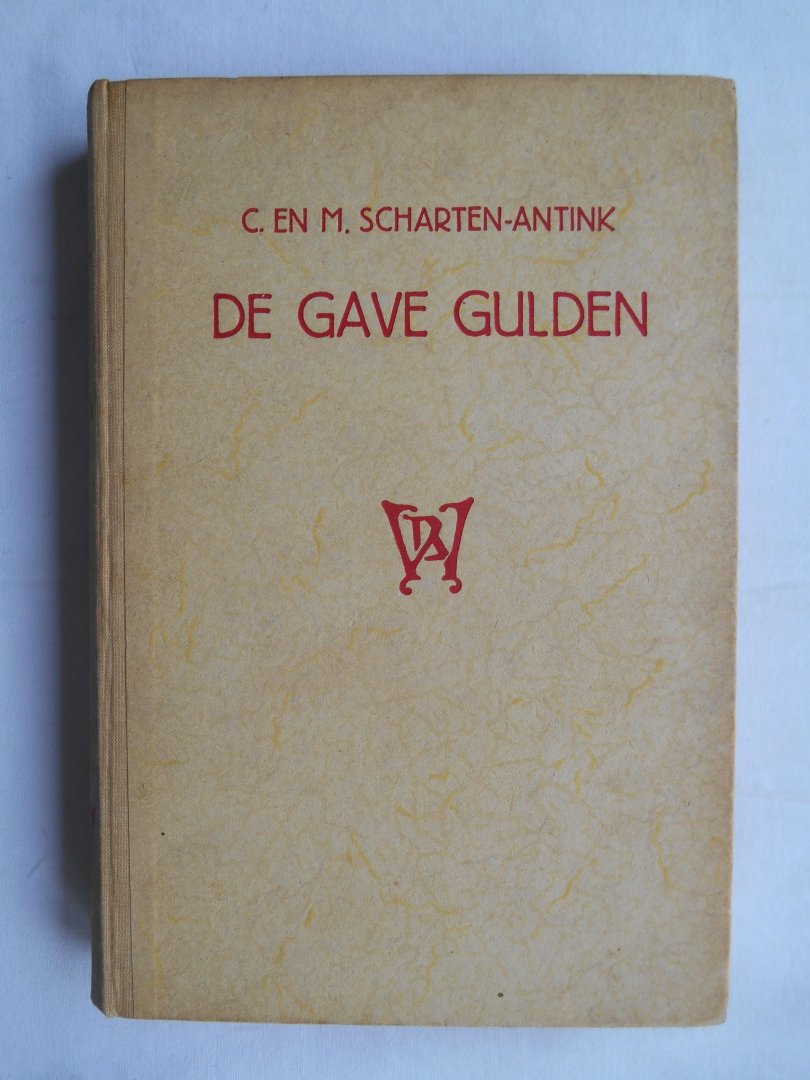 C. EN M. SCHARTEN-ANTINK
DE GAVE GULDEN